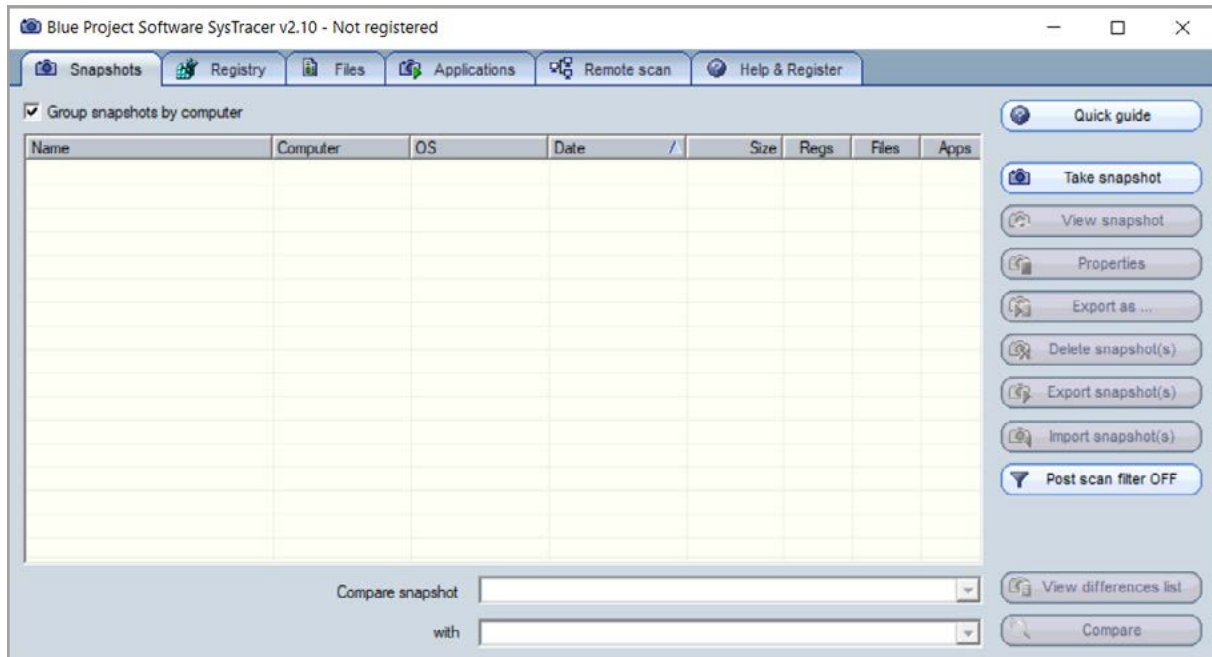 Blue Project Software SysTracer v2.10 - Not registered
Snapshots Registry Files Applications Remote scan Help & Register
Group snapshots by computer
Quick guide
Name Computer OS Date Size Regs Files Apps
Take snapshot
View snapshot
Properties
Export as ...
Delete snapshot(s)
Export snapshot(s)
Import snapshot(s)
Post scan filter OFF
Compare snapshot
View differences list
with
Compare